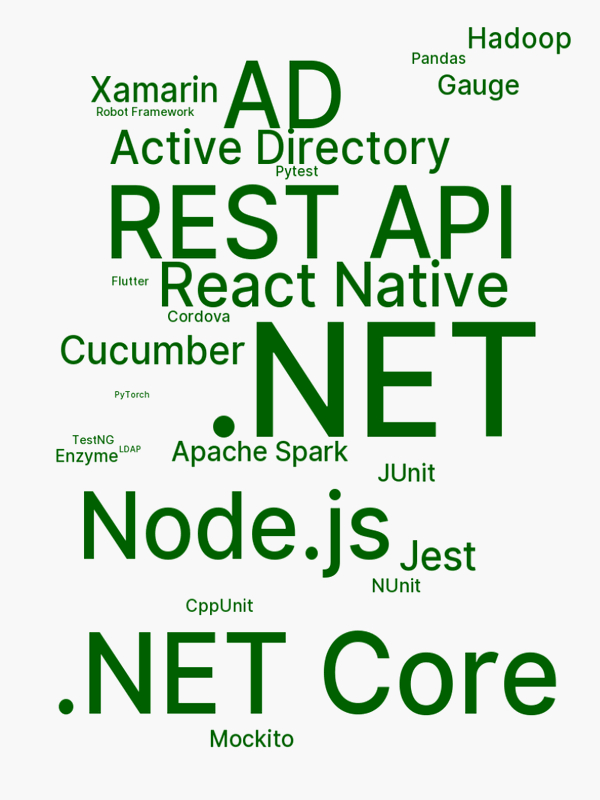 Hadoop
Pandas
Gauge
Xamarin
AD
Robot Framework
Active Directory
Pytest
REST API
Flutter
React Native
Cordova
.NET
Cucumber
PyTorch
TestNG
LDAP
Enzyme
Apache Spark
JUnit
Node.js
Jest
NUnit
CppUnit
.NET Core
Mockito